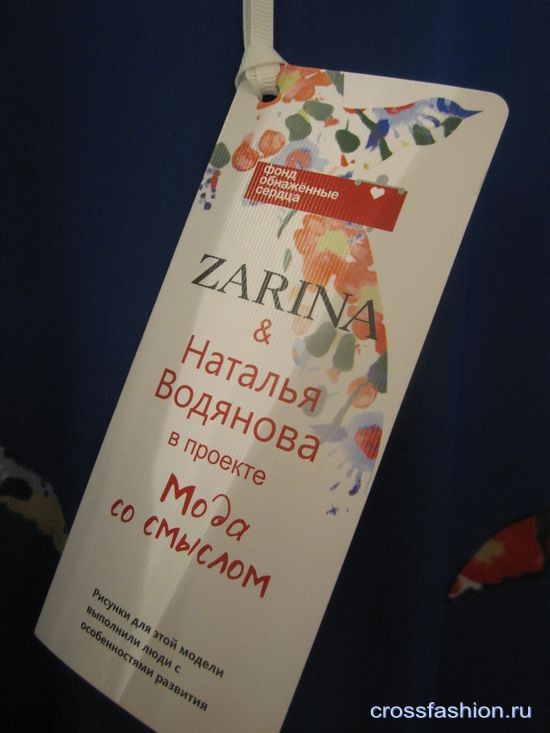 фонд
обнажённые
сердца
ZARINA
&
Наталья
Водянова
в проекте
Мода
со смыслом
Рисунки для этой модели
выполнили люди с
особенностями развития
crossfashion.ru